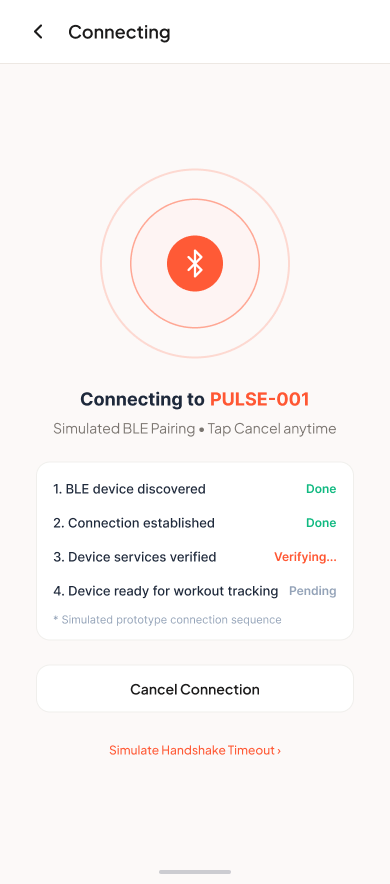 Connecting
Connecting to PULSE-001
Simulated BLE Pairing • Tap Cancel anytime
1. BLE device discovered Done
2. Connection established Done
3. Device services verified Verifying...
4. Device ready for workout tracking Pending
* Simulated prototype connection sequence
Cancel Connection
Simulate Handshake Timeout ›